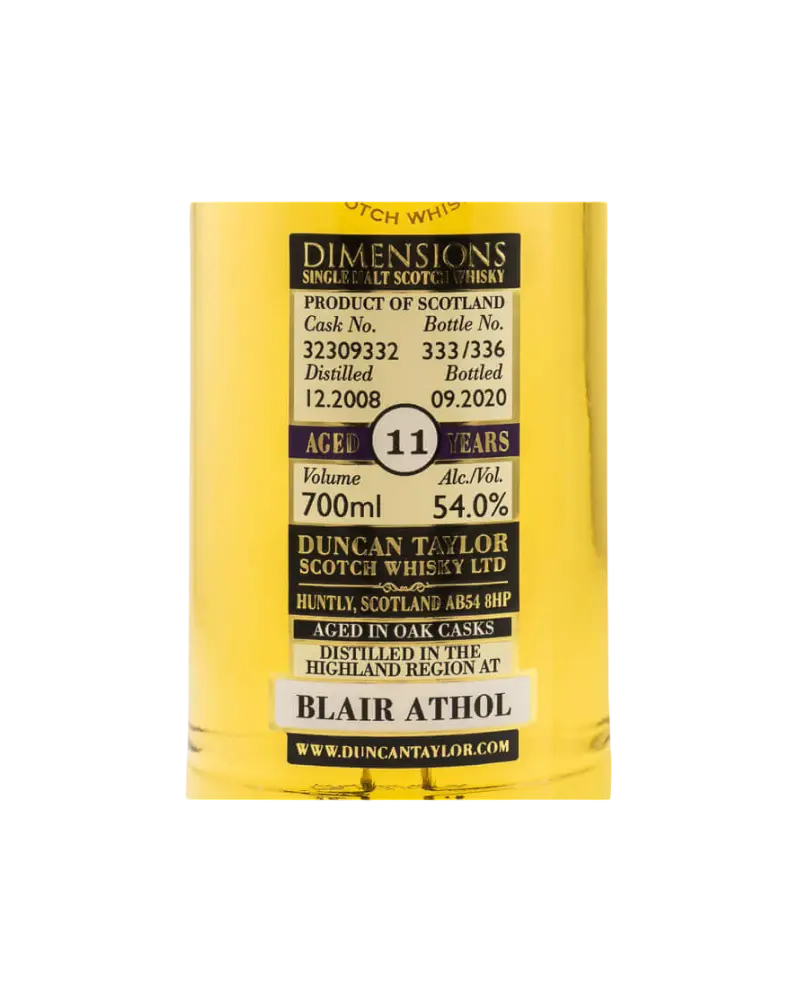 OTCH WHIS
DIMENSIONS
SINGLE MALT SCOTCH WHISKY
PRODUCT OF SCOTLAND
Cask No. Bottle No.
32309332 333/336
Distilled Bottled
12.2008 09.2020
AGED 11 YEARS
Volume Alc./Vol.
700ml 54.0%
DUNCAN TAYLOR
SCOTCH WHISKY LTD
HUNTLY, SCOTLAND AB54 8HP
AGED IN OAK CASKS
DISTILLED IN THE
HIGHLAND REGION AT
BLAIR ATHOL
WWW.DUNCANTAYLOR.COM